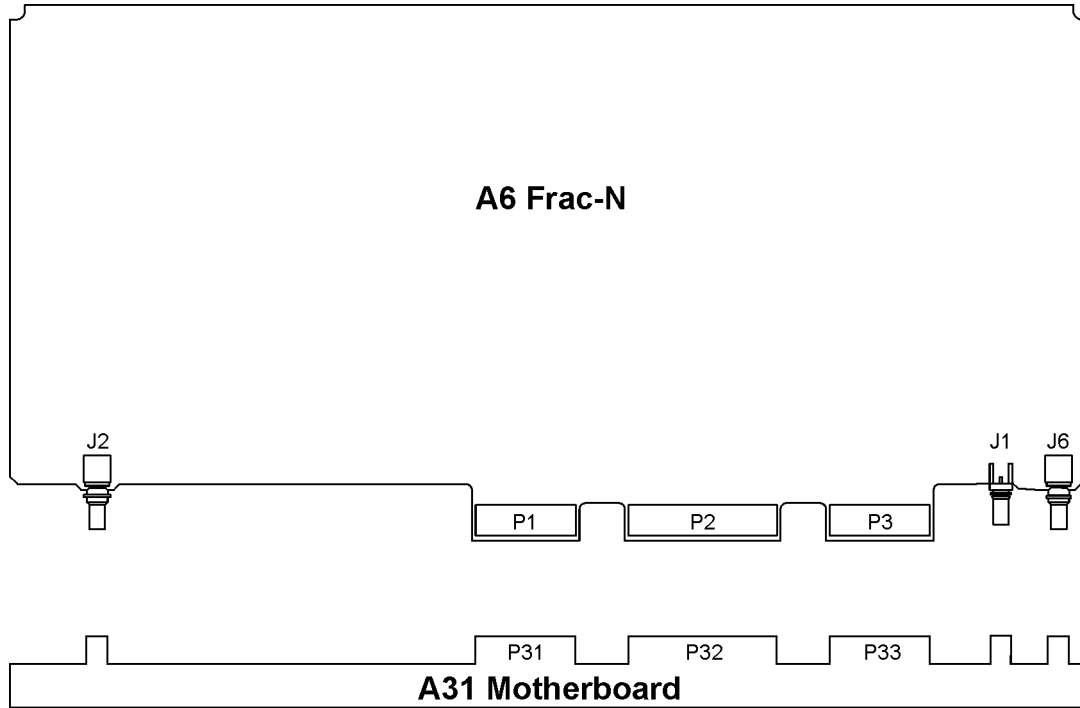 A6 Frac-N
J2
J1
J6
P1
P2
P3
P31
P32
P33
A31 Motherboard